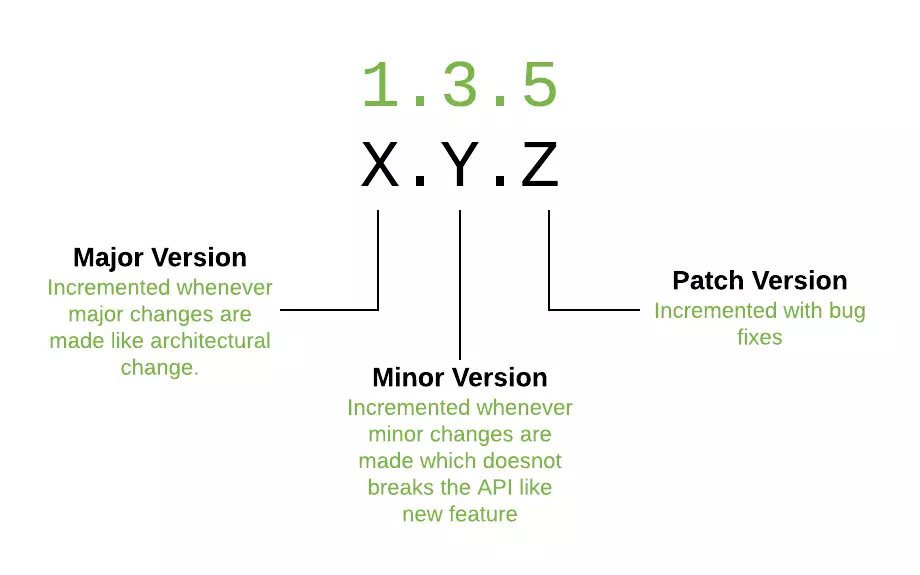 1.3.5
X.Y.Z
Major Version
Incremented whenever
major changes are
made like architectural
change.
Minor Version
Incremented whenever
minor changes are
made which doesnot
breaks the API like
new feature
Patch Version
Incremented with bug
fixes